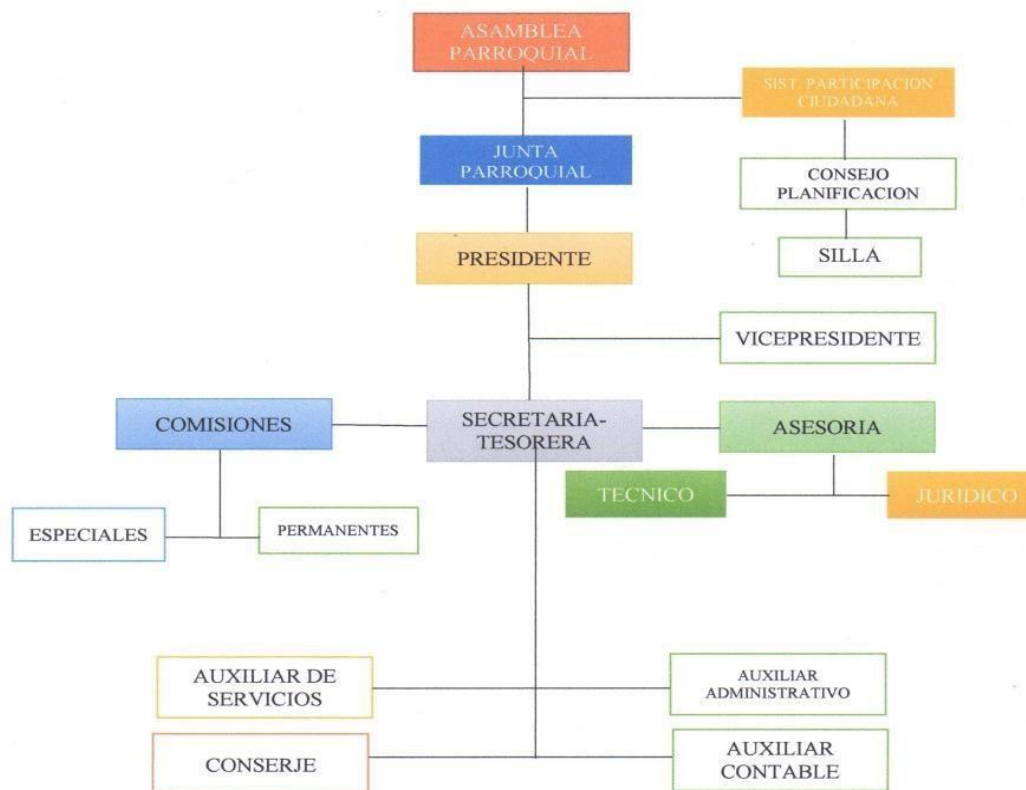 ASAMBLEA
PARROQUIAL
SIST. PARTICIPACION
CIUDADANA
JUNTA
PARROQUIAL
CONSEJO
PLANIFICACION
SILLA
PRESIDENTE
VICEPRESIDENTE
COMISIONES
SECRETARIA-
TESORERA
ASESORIA
TECNICO
JURIDICO
ESPECIALES
PERMANENTES
AUXILIAR DE
SERVICIOS
AUXILIAR
ADMINISTRATIVO
CONSERJE
AUXILIAR
CONTABLE